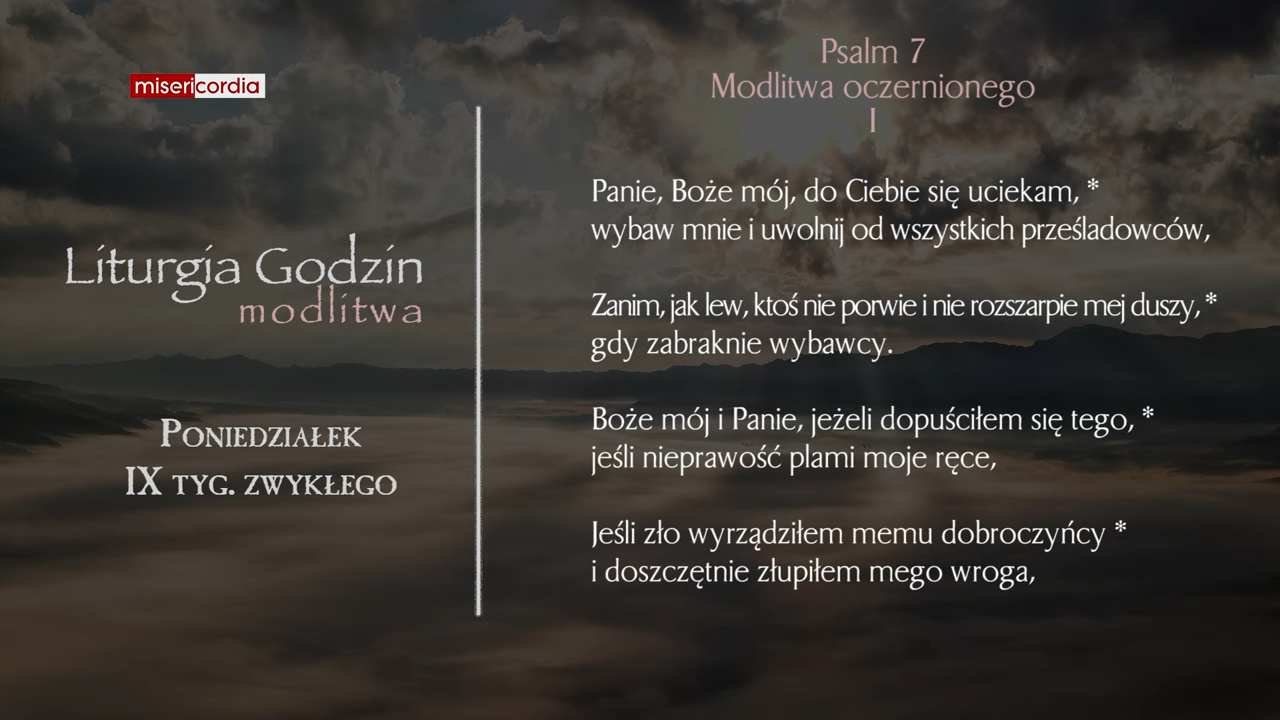 misericordia
Liturgia Godzin
modlitwa
Poniedziałek
IX tyg. zwykłego
Psalm 7
Modlitwa oczernionego
I
Panie, Boże mój, do Ciebie się uciekam, *
wybaw mnie i uwolnij od wszystkich prześladowców,
Zanim, jak lew, ktoś nie porwie i nie rozszarpie mej duszy, *
gdy zabraknie wybawcy.
Boże mój i Panie, jeżeli dopuściłem się tego, *
jeśli nieprawość plami moje ręce,
Jeśli zło wyrządziłem memu dobroczyńcy *
i doszczętnie złupiłem mego wroga,